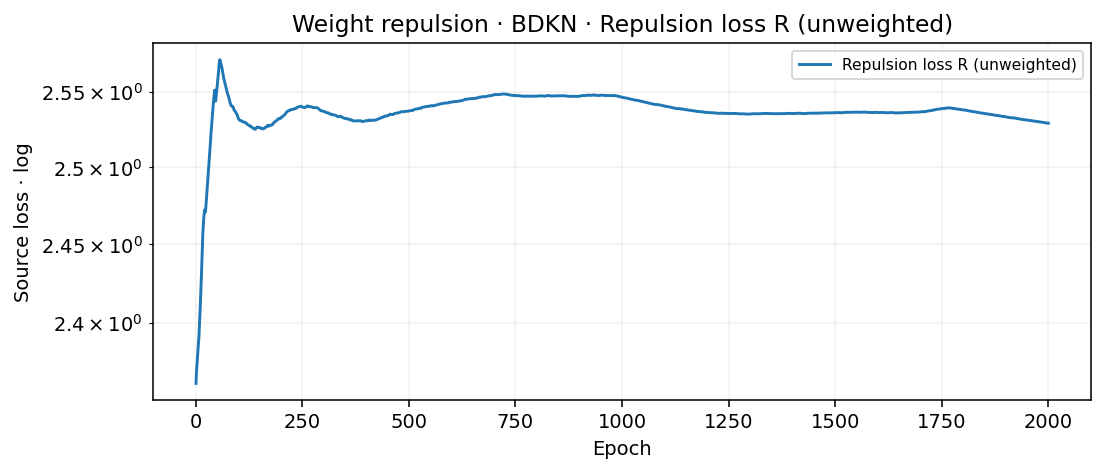 Weight repulsion · BDKN · Repulsion loss R (unweighted)
Repulsion loss R (unweighted)
Source loss · log
2.55 × 10⁰
2.5 × 10⁰
2.45 × 10⁰
2.4 × 10⁰
0 250 500 750 1000 1250 1500 1750 2000
Epoch